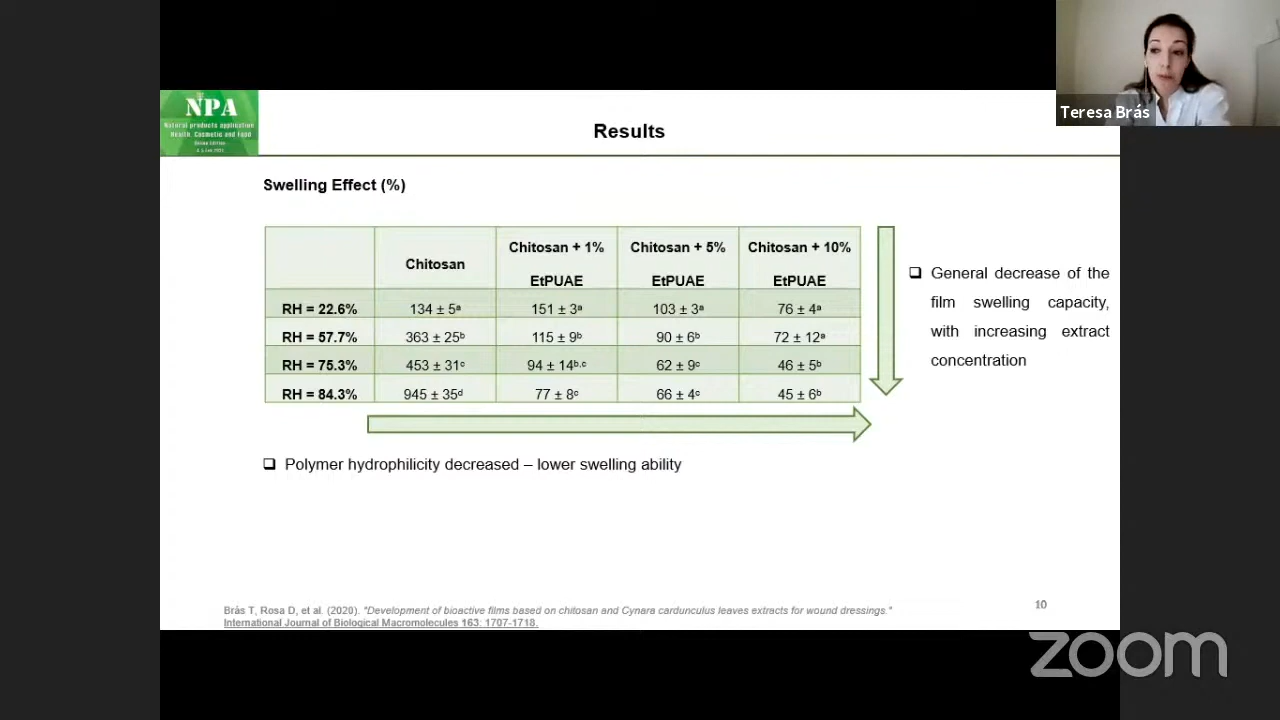 NPA
Natural products application
Health, Cosmetic and Food
Online Edition
Teresa Brás
Results
Swelling Effect (%)
Chitosan
Chitosan + 1% EtPUAE
Chitosan + 5% EtPUAE
Chitosan + 10% EtPUAE
RH = 22.6% 134 ± 5ᵃ 151 ± 3ᵃ 103 ± 3ᵃ 76 ± 4ᵃ
RH = 57.7% 363 ± 25ᵇ 115 ± 9ᵇ 90 ± 6ᵇ 72 ± 12ᵃ
RH = 75.3% 453 ± 31ᶜ 94 ± 14ᵇ·ᶜ 62 ± 9ᶜ 46 ± 5ᵇ
RH = 84.3% 945 ± 35ᵈ 77 ± 8ᶜ 66 ± 4ᶜ 45 ± 6ᵇ
❑ General decrease of the
film swelling capacity,
with increasing extract
concentration
❑ Polymer hydrophilicity decreased – lower swelling ability
Brás T, Rosa D, et al. (2020). "Development of bioactive films based on chitosan and Cynara cardunculus leaves extracts for wound dressings."
International Journal of Biological Macromolecules 163: 1707-1718.
10
zoom